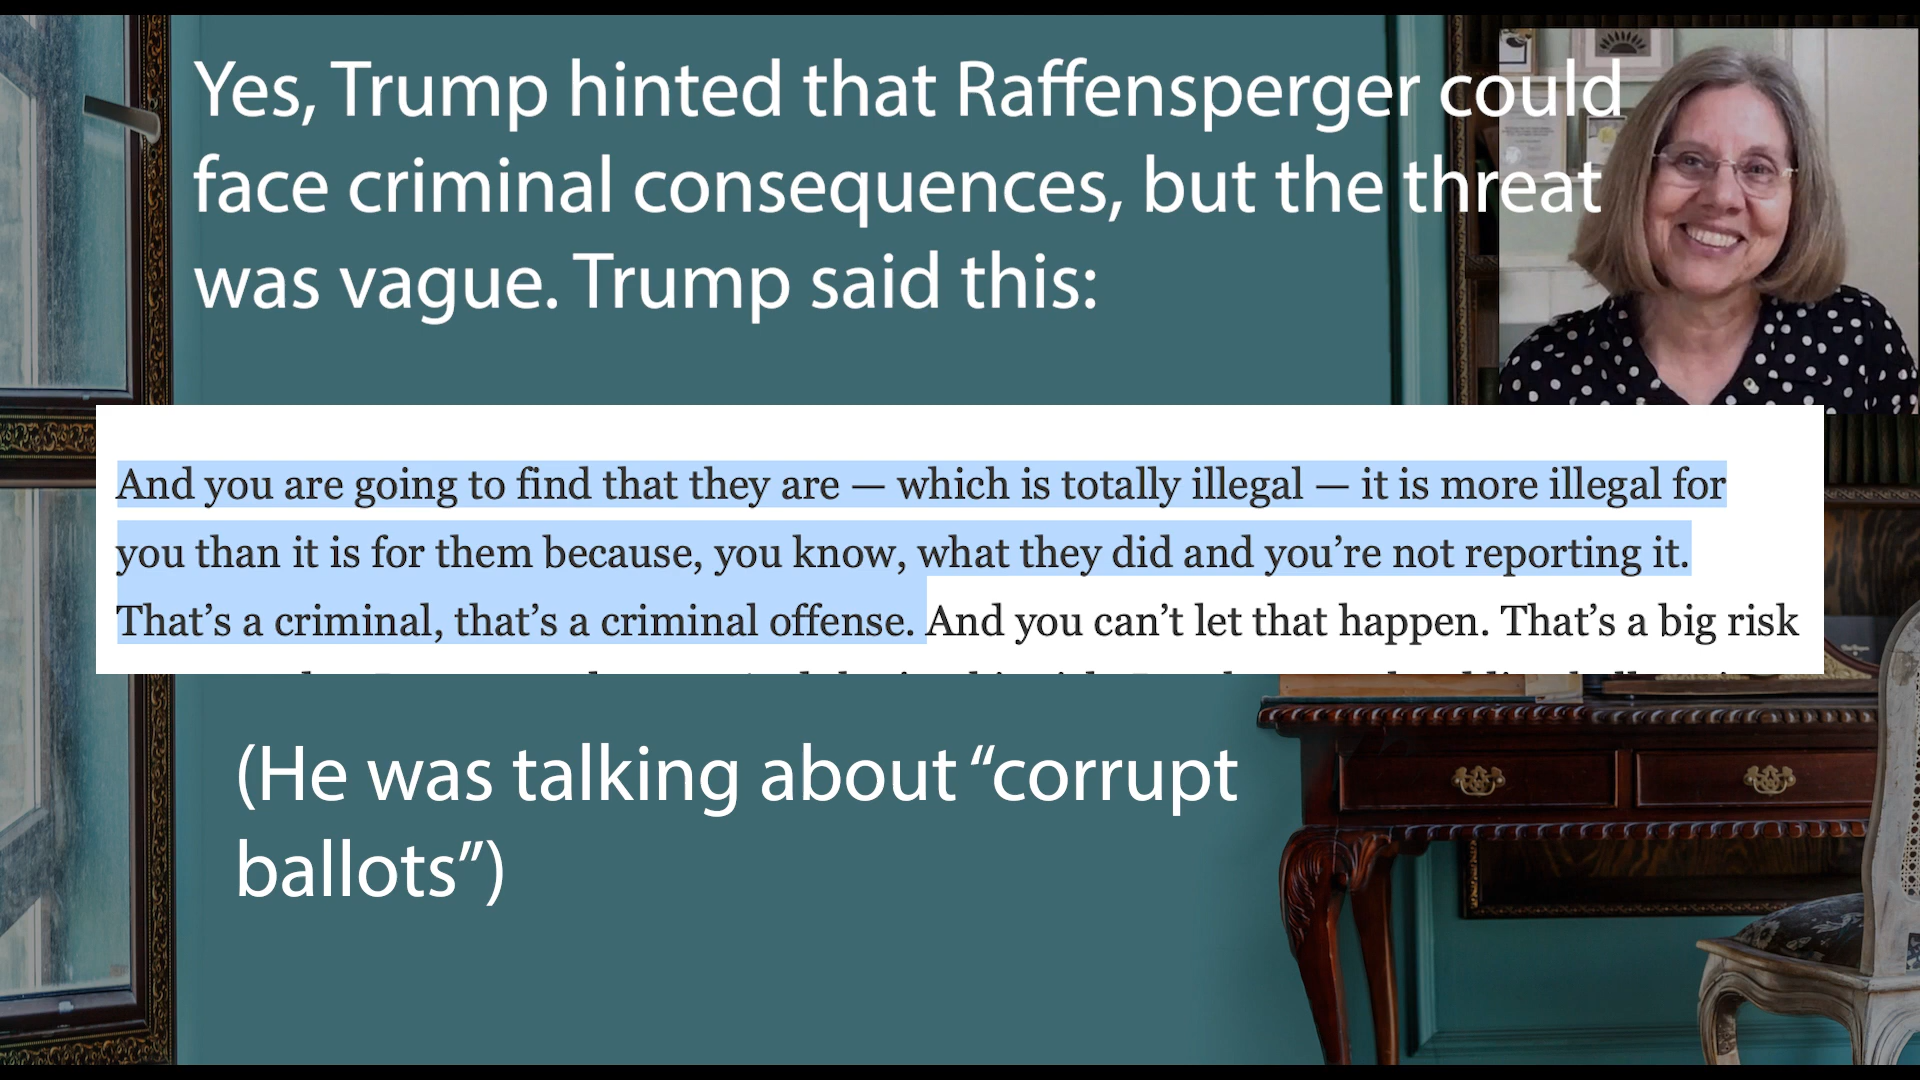 Yes, Trump hinted that Raffensperger could
face criminal consequences, but the threat
was vague. Trump said this:
And you are going to find that they are — which is totally illegal — it is more illegal for
you than it is for them because, you know, what they did and you’re not reporting it.
That’s a criminal, that’s a criminal offense. And you can’t let that happen. That’s a big risk
(He was talking about “corrupt
ballots”)